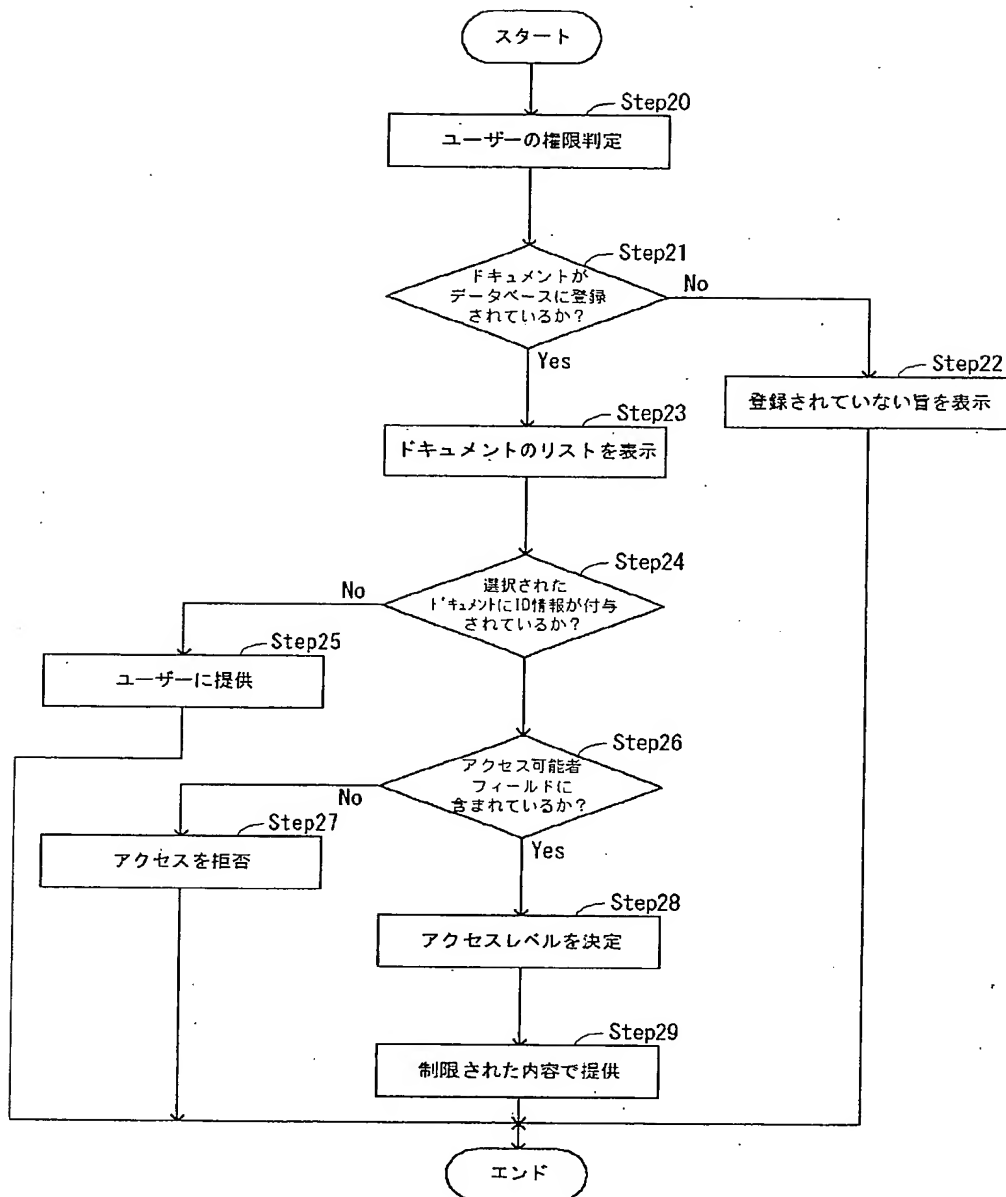 スタート
Step20
ユーザーの権限判定
Step21
ドキュメントが
データベースに登録
されているか?
No
Yes
Step22
登録されていない旨を表示
Step23
ドキュメントのリストを表示
Step24
選択された
ドキュメントにID情報が付与
されているか?
No
Step25
ユーザーに提供
Step26
アクセス可能者
フィールドに
含まれているか?
No
Yes
Step27
アクセスを拒否
Step28
アクセスレベルを決定
Step29
制限された内容で提供
エンド